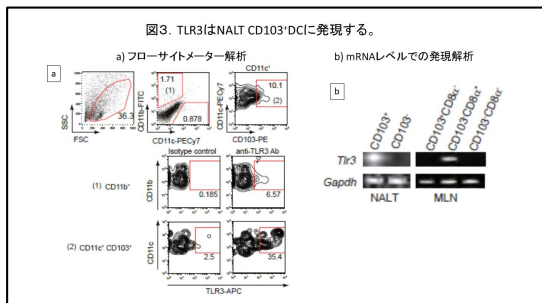 図３．TLR3はNALT CD103⁺DCに発現する。
a) フローサイトメーター解析
b) mRNAレベルでの発現解析
a
SSC
36.3
FSC
CD11b-FITC
1.71
(1)
0.878
CD11c-PECy7
CD11c⁺
CD11c-PECy7
10.1
(2)
CD103-PE
Isotype control
anti-TLR3 Ab
(1) CD11b⁺
CD11b
0.185
6.57
(2) CD11c⁺ CD103⁺
CD11c
2.5
35.4
TLR3-APC
b
CD103⁺
CD103⁻
CD103⁺CD8α⁻
CD103⁺CD8α⁺
CD103⁻CD8α⁻
Tlr3
Gapdh
NALT
MLN